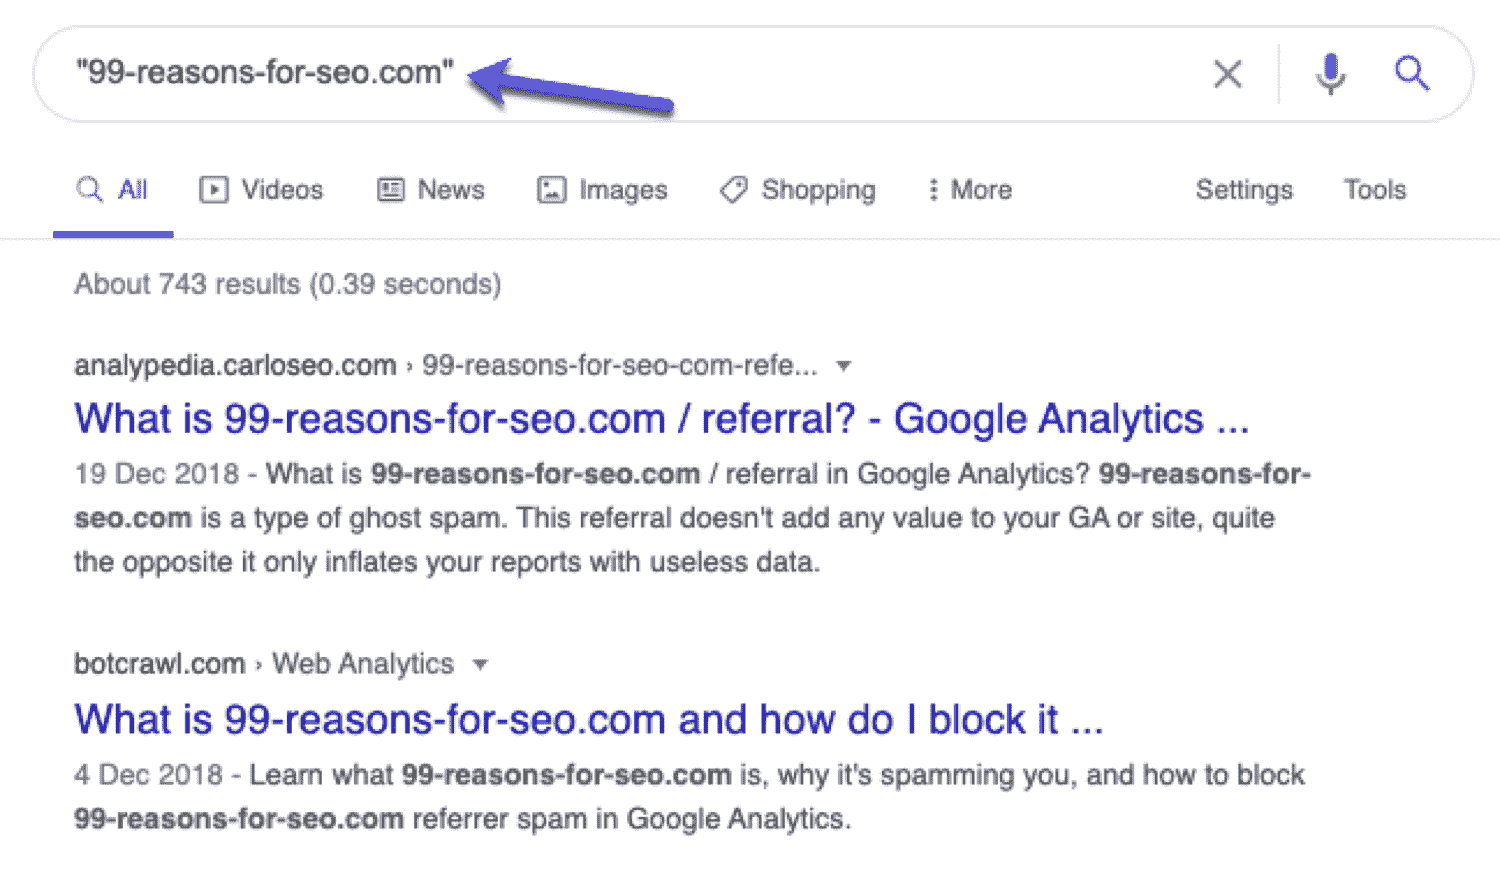 "99-reasons-for-seo.com"
All Videos News Images Shopping More Settings Tools
About 743 results (0.39 seconds)
analypedia.carloseo.com › 99-reasons-for-seo-com-refe...
What is 99-reasons-for-seo.com / referral? - Google Analytics ...
19 Dec 2018 - What is 99-reasons-for-seo.com / referral in Google Analytics? 99-reasons-for-
seo.com is a type of ghost spam. This referral doesn't add any value to your GA or site, quite
the opposite it only inflates your reports with useless data.
botcrawl.com › Web Analytics
What is 99-reasons-for-seo.com and how do I block it ...
4 Dec 2018 - Learn what 99-reasons-for-seo.com is, why it's spamming you, and how to block
99-reasons-for-seo.com referrer spam in Google Analytics.